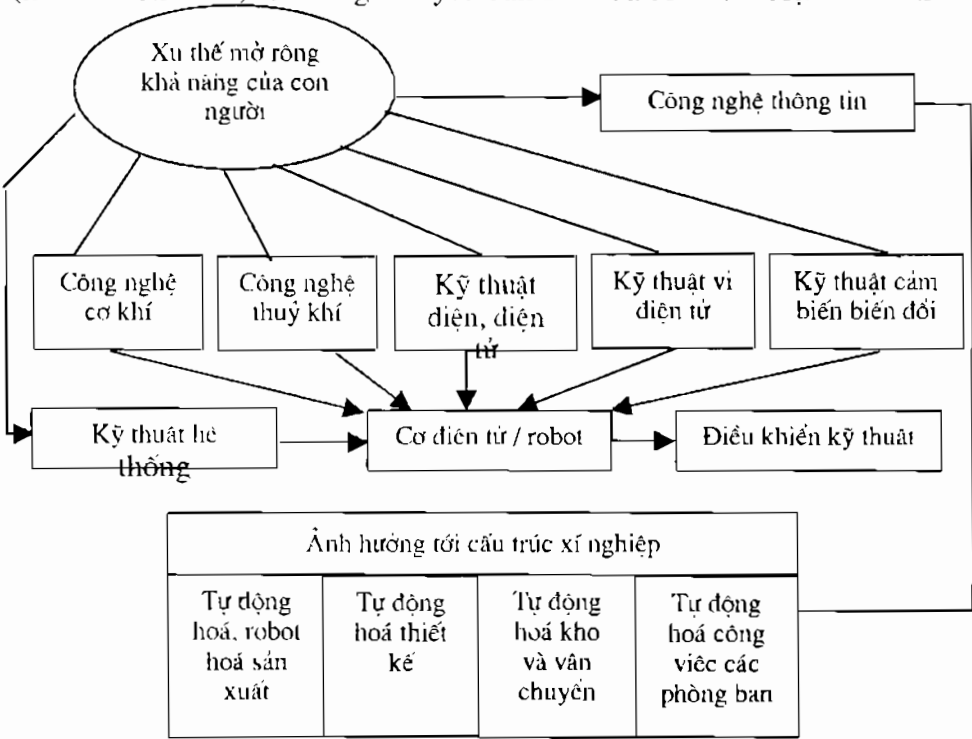 Xu thế mở rộng
khả năng của con
người
Công nghệ thông tin
Công nghệ
cơ khí
Công nghệ
thuỷ khí
Kỹ thuật
điện, điện
tử
Kỹ thuật vi
điện tử
Kỹ thuật cảm
biến biến đổi
Kỹ thuật hệ
thống
Cơ điện tử / robot
Điều khiển kỹ thuật
Ảnh hưởng tới cấu trúc xí nghiệp
Tự động
hoá, robot
hoá sản
xuất
Tự động
hoá thiết
kế
Tự động
hoá kho
và vận
chuyển
Tự động
hoá công
việc các
phòng ban